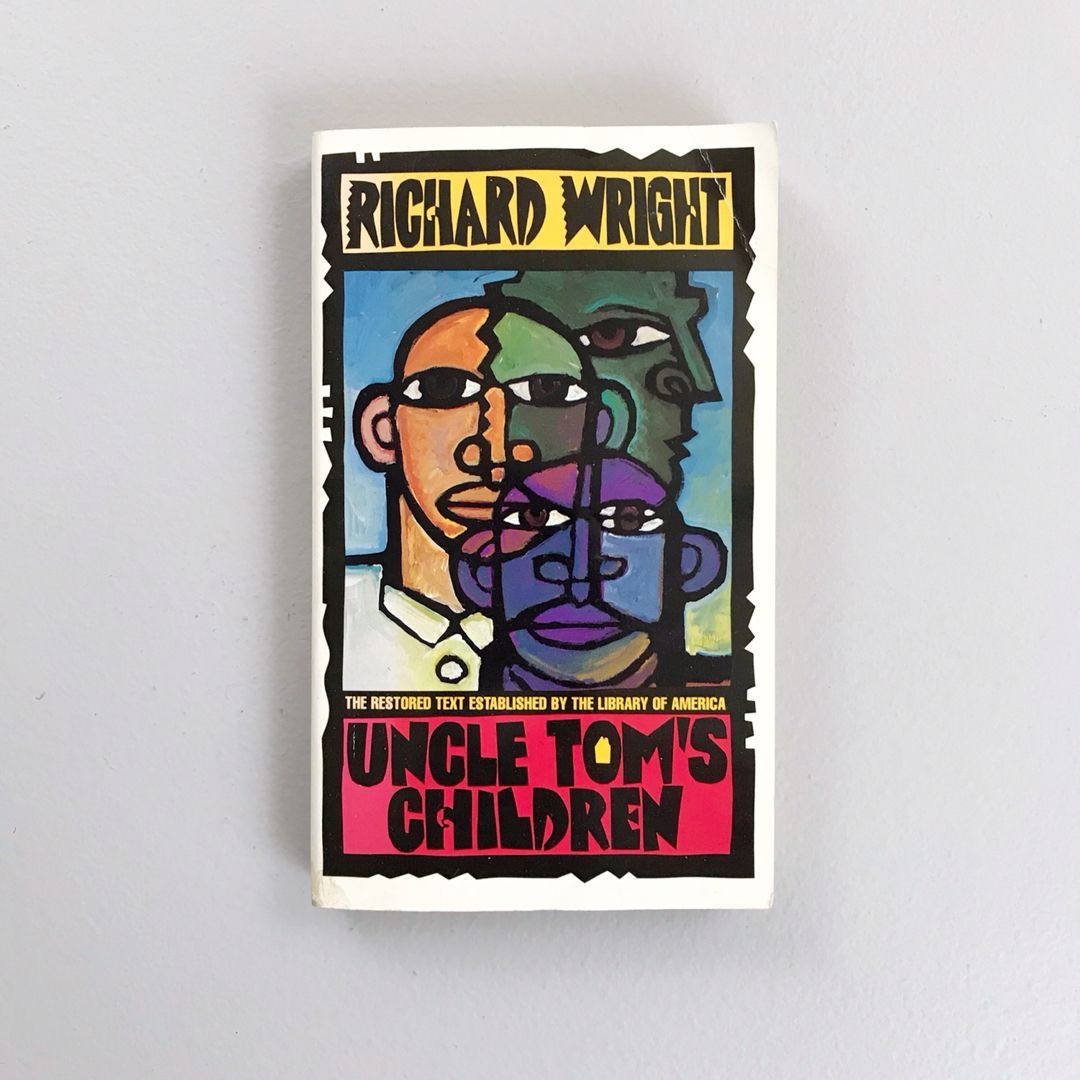 RICHARD WRIGHT
THE RESTORED TEXT ESTABLISHED BY THE LIBRARY OF AMERICA
UNCLE TOM'S
CHILDREN